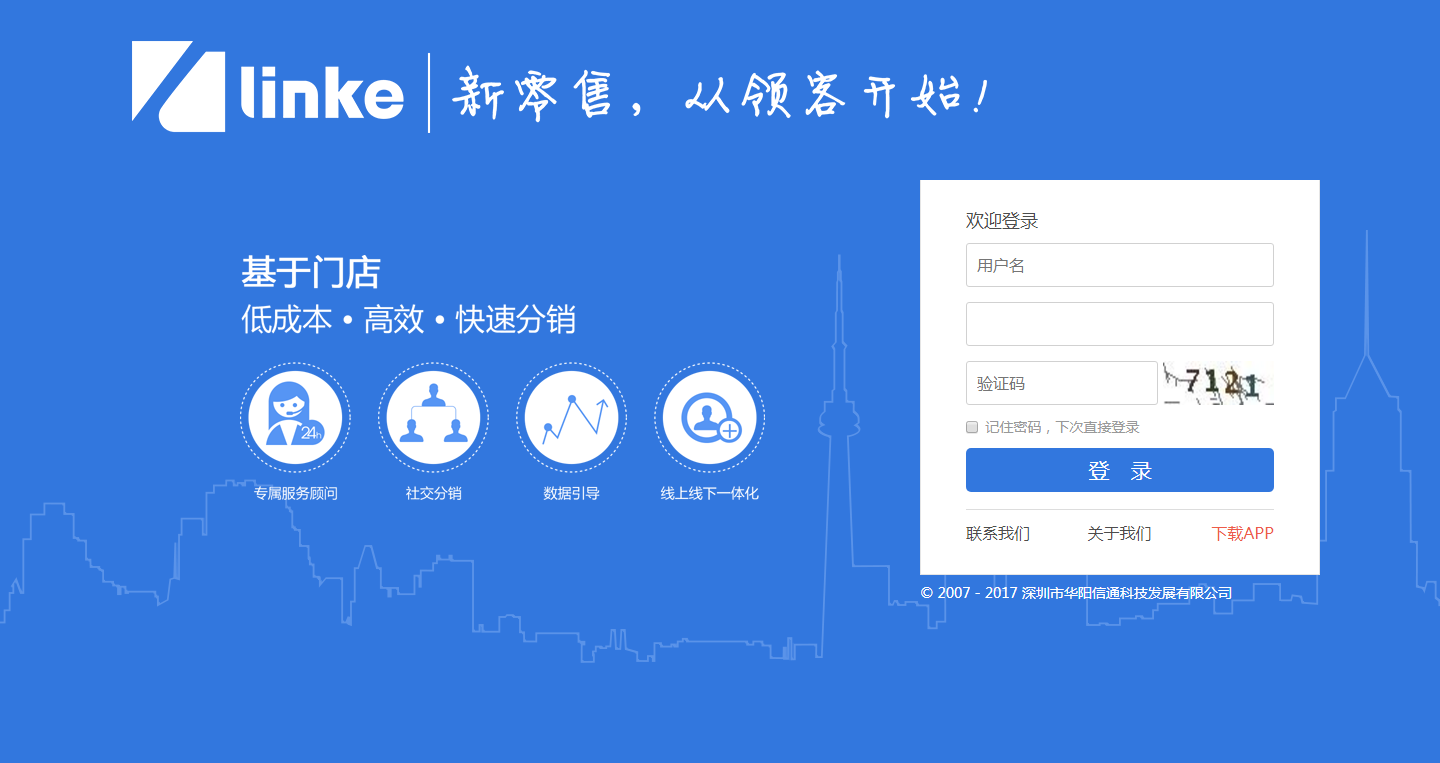 linke
新零售，从领客开始！
基于门店
低成本·高效·快速分销
24h
专属服务顾问
社交分销
数据引导
线上线下一体化
欢迎登录
用户名
验证码
7121
记住密码，下次直接登录
登 录
联系我们
关于我们
下载APP
© 2007 - 2017 深圳市华阳信通科技发展有限公司